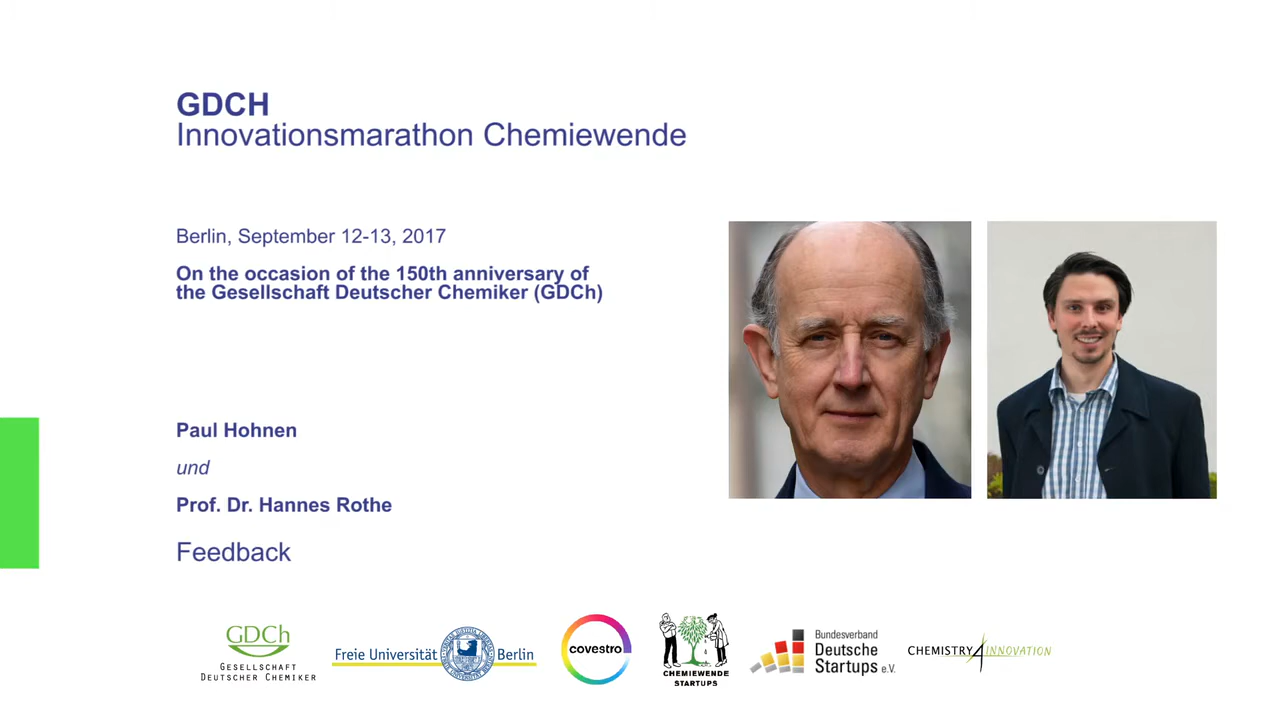 GDCH
Innovationsmarathon Chemiewende
Berlin, September 12-13, 2017
On the occasion of the 150th anniversary of
the Gesellschaft Deutscher Chemiker (GDCh)
Paul Hohnen
und
Prof. Dr. Hannes Rothe
Feedback
GDCh
GESELLSCHAFT
DEUTSCHER CHEMIKER
Freie Universität Berlin
covestro
CHEMIEWENDE
STARTUPS
Bundesverband
Deutsche
Startups e.V.
CHEMISTRY4INNOVATION